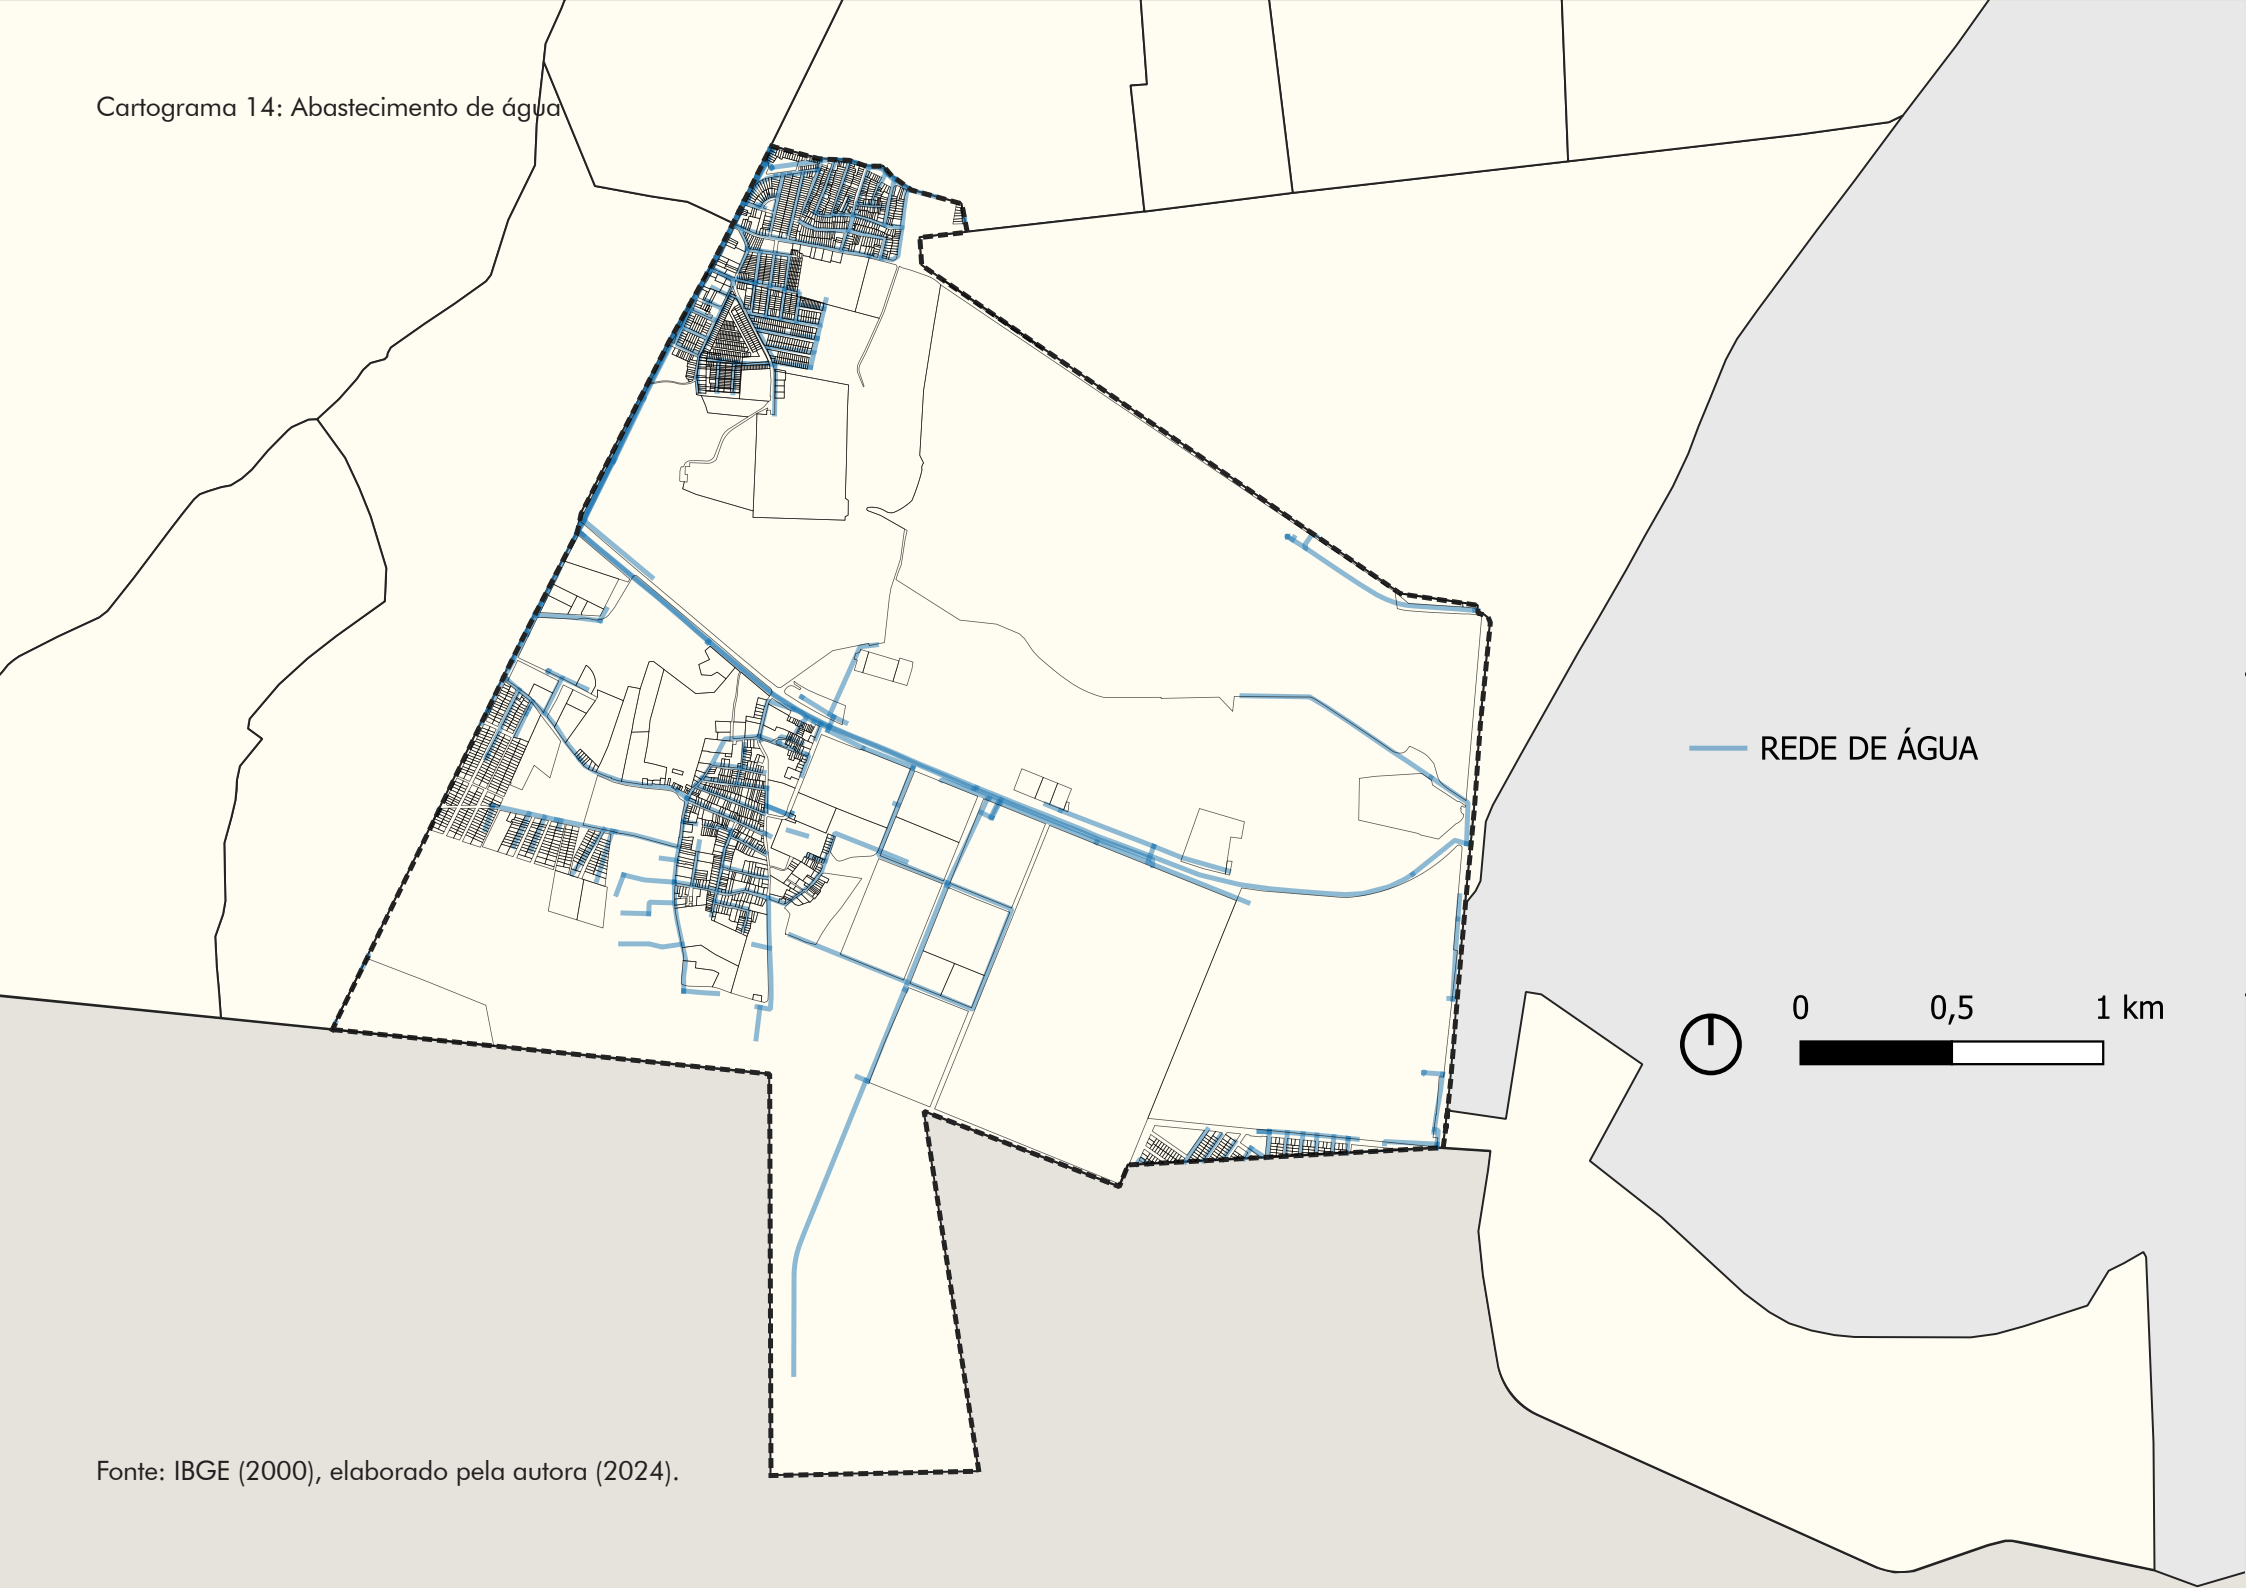 Cartograma 14: Abastecimento de água
REDE DE ÁGUA
0 0,5 1 km
Fonte: IBGE (2000), elaborado pela autora (2024).